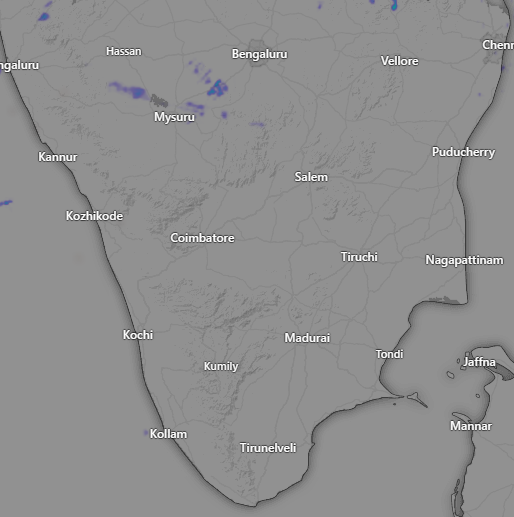 Hassan
Bengaluru
Chenn
ngaluru
Vellore
Mysuru
Kannur
Puducherry
Salem
Kozhikode
Coimbatore
Tiruchi
Nagapattinam
Kochi
Madurai
Tondi
Jaffna
Kumily
Mannar
Kollam
Tirunelveli